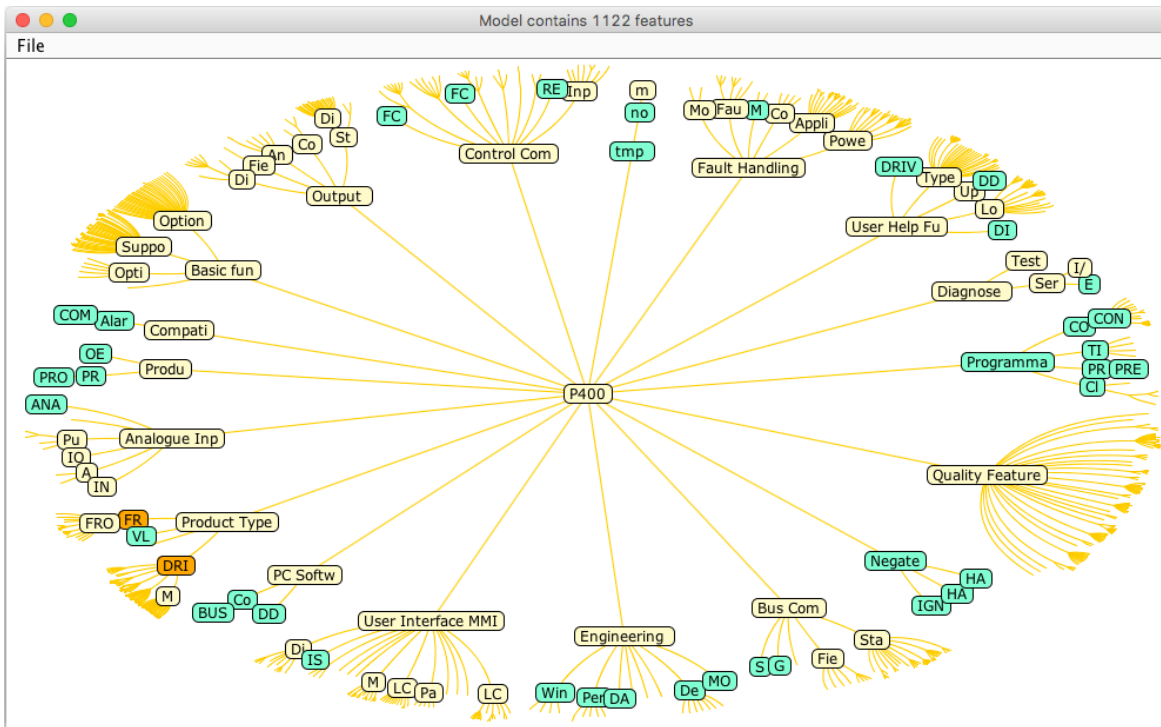 Model contains 1122 features
File
m
FC
RE
Inp
no
FC
Di
St
Co
An
Fie
Di
Output
Control Com
tmp
Mo
Fau
M
Co
Appli
Powe
Fault Handling
DRIV
Type
DD
Up
Lo
DI
User Help Fu
Option
Suppo
Opti
Basic fun
Test
I/
Ser
E
Diagnose
COM
Alar
Compati
CO
CON
TI
PR
PRE
CI
Programma
OE
PRO
PR
Produ
P400
ANA
Pu
IO
A
IN
Analogue Inp
Quality Feature
FRO
FR
VL
Product Type
DRI
M
PC Softw
Co
BUS
DD
Negate
HA
HA
IGN
User Interface MMI
Di
IS
M
LC
Pa
LC
Engineering
Win
Per
DA
De
MO
Bus Com
S
G
Fie
Sta